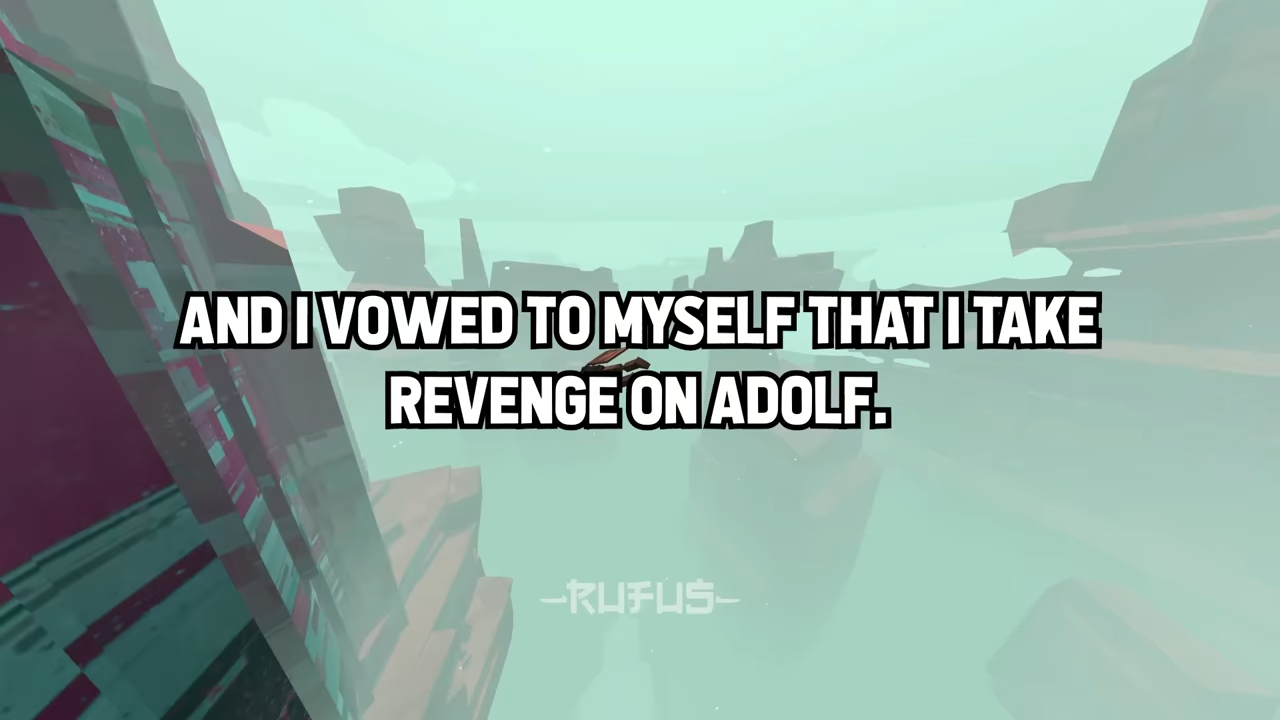 AND I VOWED TO MYSELF THAT I TAKE
REVENGE ON ADOLF.
-RUFUS-